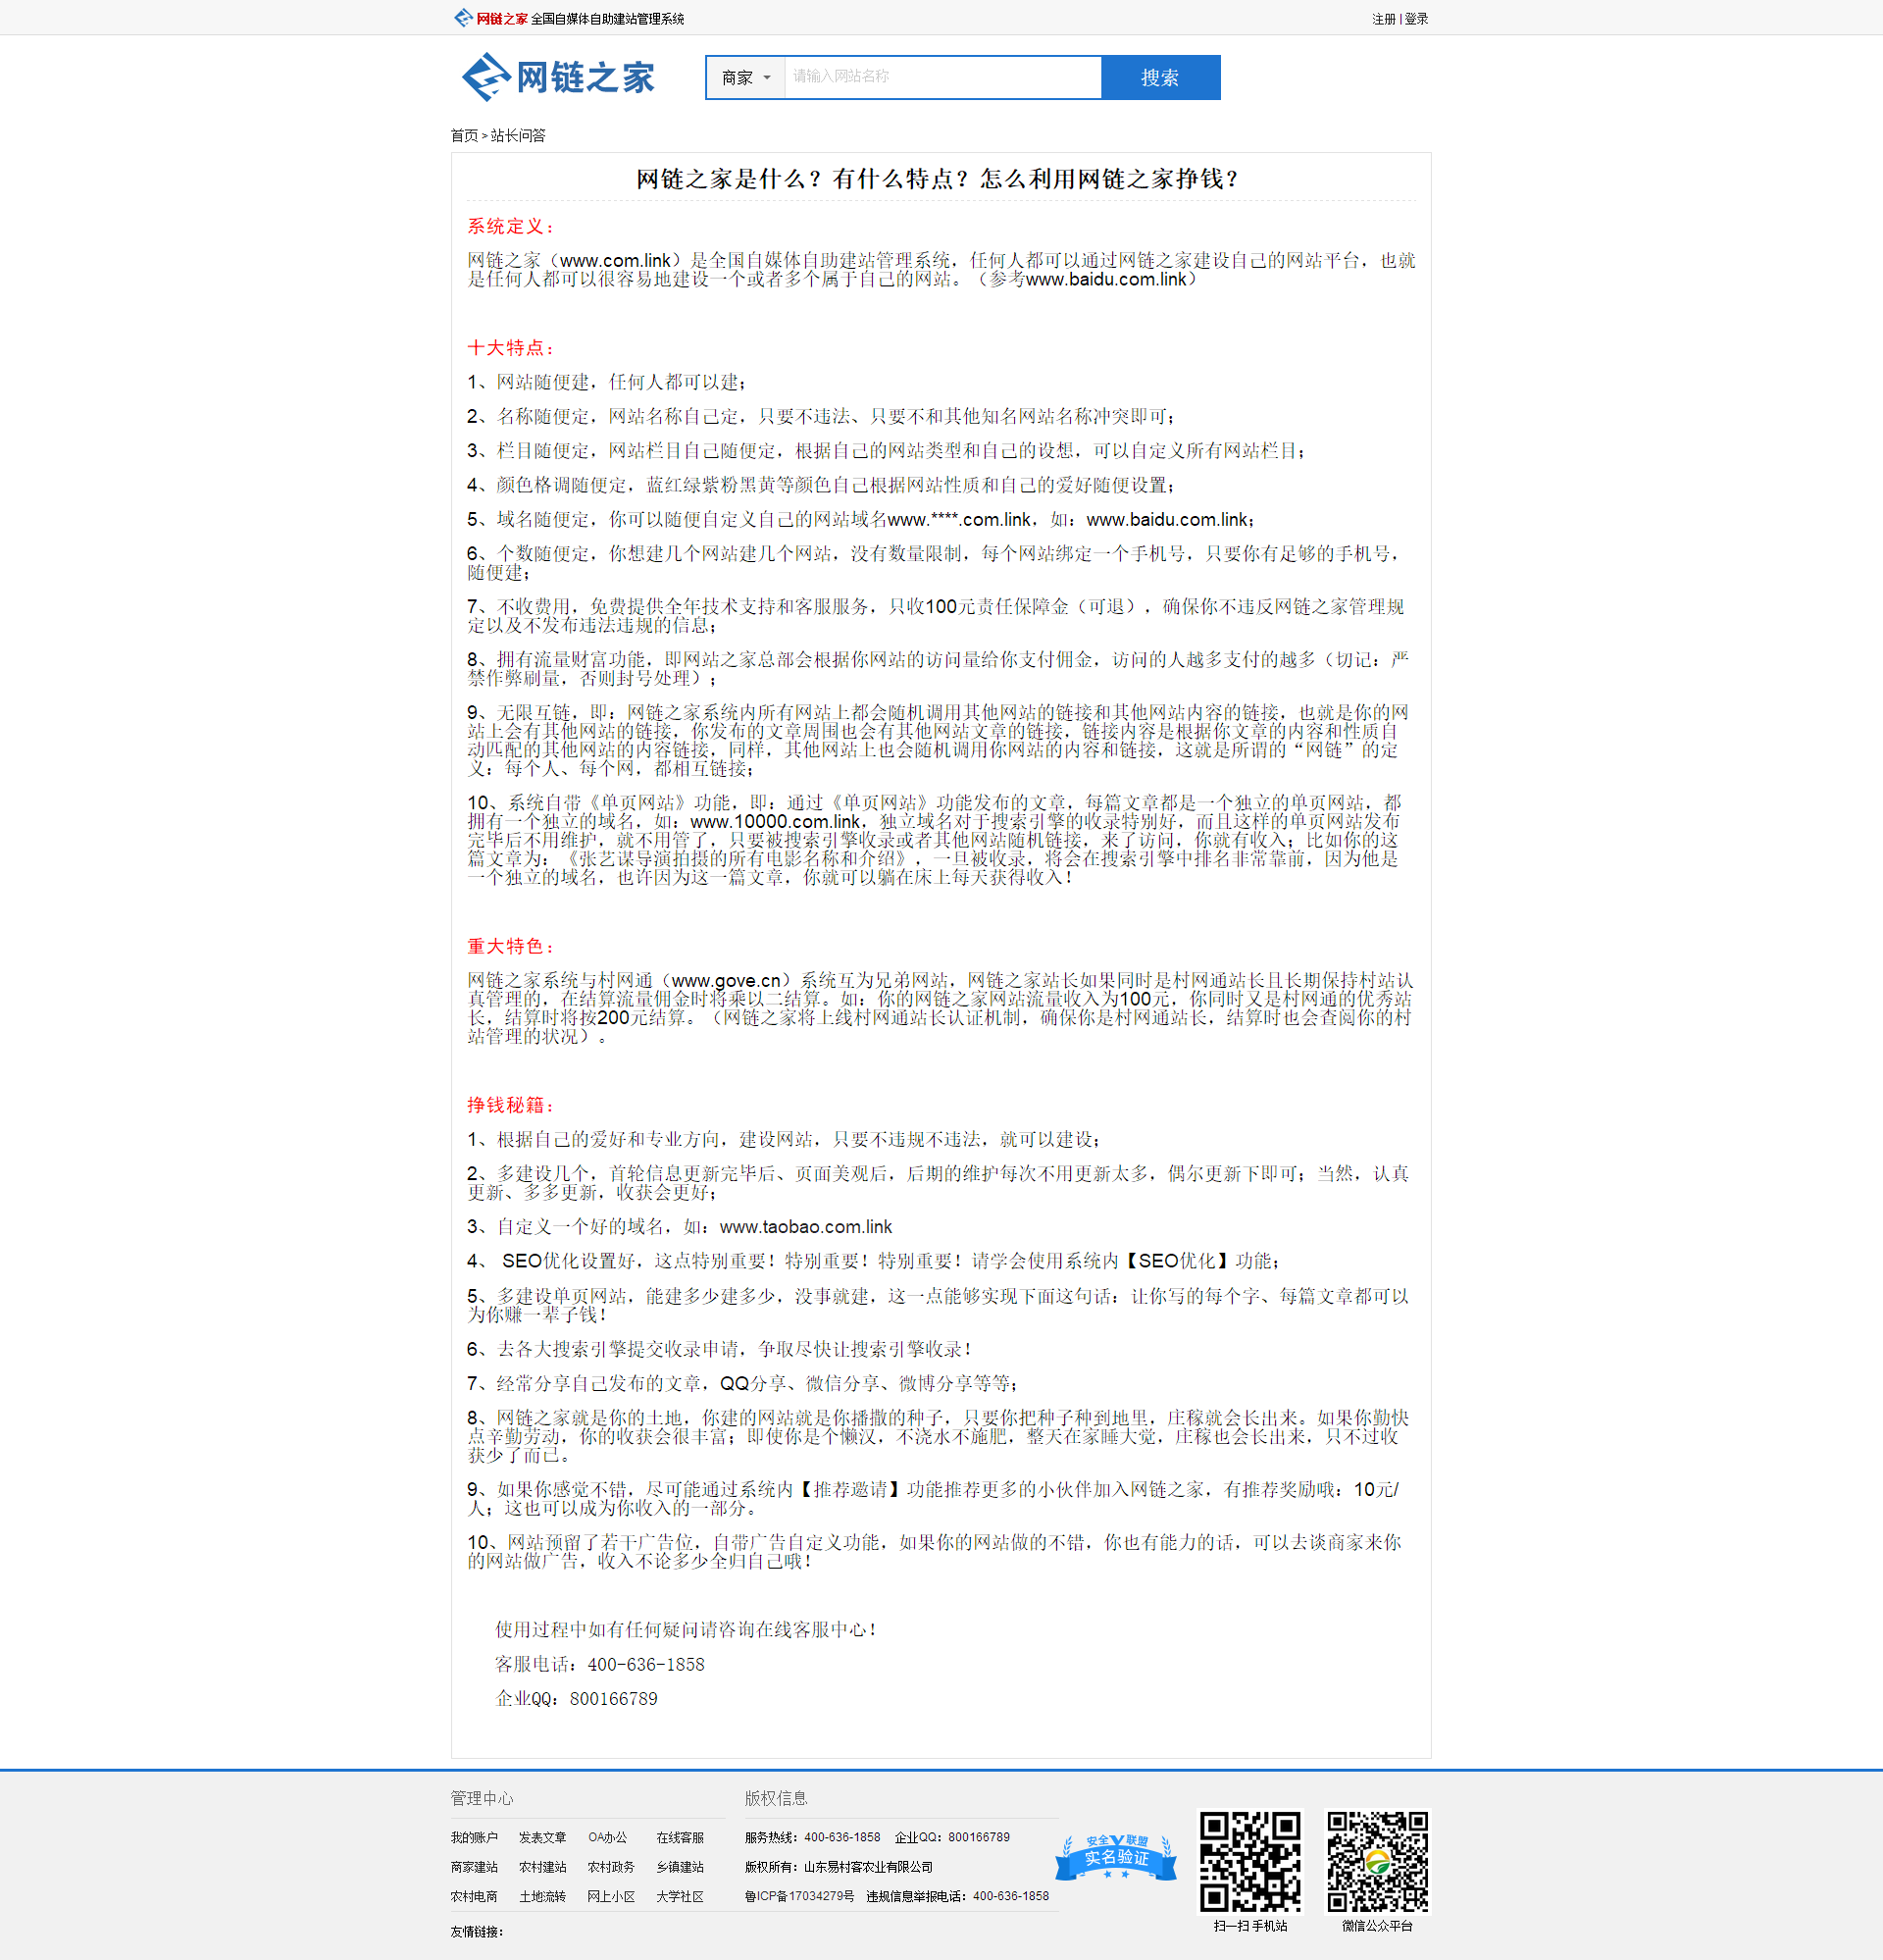 网链之家 全国自媒体自助建站管理系统
注册 | 登录
网链之家
商家
请输入网站名称
搜索
首页 > 站长问答
网链之家是什么？有什么特点？怎么利用网链之家挣钱？
系统定义：
网链之家（www.com.link）是全国自媒体自助建站管理系统，任何人都可以通过网链之家建设自己的网站平台，也就
是任何人都可以很容易地建设一个或者多个属于自己的网站。（参考www.baidu.com.link）
十大特点：
1、网站随便建，任何人都可以建；
2、名称随便定，网站名称自己定，只要不违法、只要不和其他知名网站名称冲突即可；
3、栏目随便定，网站栏目自己随便定，根据自己的网站类型和自己的设想，可以自定义所有网站栏目；
4、颜色格调随便定，蓝红绿紫粉黑黄等颜色自己根据网站性质和自己的爱好随便设置；
5、域名随便定，你可以随便自定义自己的网站域名www.****.com.link，如：www.baidu.com.link；
6、个数随便定，你想建几个网站建几个网站，没有数量限制，每个网站绑定一个手机号，只要你有足够的手机号，
随便建；
7、不收费用，免费提供全年技术支持和客服服务，只收100元责任保障金（可退），确保你不违反网链之家管理规
定以及不发布违法违规的信息；
8、拥有流量财富功能，即网站之家总部会根据你网站的访问量给你支付佣金，访问的人越多支付的越多（切记：严
禁作弊刷量，否则封号处理）；
9、无限互链，即：网链之家系统内所有网站上都会随机调用其他网站的链接和其他网站内容的链接，也就是你的网
站上会有其他网站的链接，你发布的文章周围也会有其他网站文章的链接，链接内容是根据你文章的内容和性质自
动匹配的其他网站的内容链接，同样，其他网站上也会随机调用你网站的内容和链接，这就是所谓的“网链”的定
义：每个人、每个网，都相互链接；
10、系统自带《单页网站》功能，即：通过《单页网站》功能发布的文章，每篇文章都是一个独立的单页网站，都
拥有一个独立的域名，如：www.10000.com.link，独立域名对于搜索引擎的收录特别好，而且这样的单页网站发布
完毕后不用维护，就不用管了，只要被搜索引擎收录或者其他网站随机链接，来了访问，你就有收入；比如你的这
篇文章为：《张艺谋导演拍摄的所有电影名称和介绍》，一旦被收录，将会在搜索引擎中排名非常靠前，因为他是
一个独立的域名，也许因为这一篇文章，你就可以躺在床上每天获得收入！
重大特色：
网链之家系统与村网通（www.gove.cn）系统互为兄弟网站，网链之家站长如果同时是村网通站长且长期保持村站认
真管理的，在结算流量佣金时将乘以二结算。如：你的网链之家网站流量收入为100元，你同时又是村网通的优秀站
长，结算时将按200元结算。（网链之家将上线村网通站长认证机制，确保你是村网通站长，结算时也会查阅你的村
站管理的状况）。
挣钱秘籍：
1、根据自己的爱好和专业方向，建设网站，只要不违规不违法，就可以建设；
2、多建设几个，首轮信息更新完毕后、页面美观后，后期的维护每次不用更新太多，偶尔更新下即可；当然，认真
更新、多多更新，收获会更好；
3、自定义一个好的域名，如：www.taobao.com.link
4、 SEO优化设置好，这点特别重要！特别重要！特别重要！请学会使用系统内【SEO优化】功能；
5、多建设单页网站，能建多少建多少，没事就建，这一点能够实现下面这句话：让你写的每个字、每篇文章都可以
为你赚一辈子钱！
6、去各大搜索引擎提交收录申请，争取尽快让搜索引擎收录！
7、经常分享自己发布的文章，QQ分享、微信分享、微博分享等等；
8、网链之家就是你的土地，你建的网站就是你播撒的种子，只要你把种子种到地里，庄稼就会长出来。如果你勤快
点辛勤劳动，你的收获会很丰富；即使你是个懒汉，不浇水不施肥，整天在家睡大觉，庄稼也会长出来，只不过收
获少了而已。
9、如果你感觉不错，尽可能通过系统内【推荐邀请】功能推荐更多的小伙伴加入网链之家，有推荐奖励哦：10元/
人；这也可以成为你收入的一部分。
10、网站预留了若干广告位，自带广告自定义功能，如果你的网站做的不错，你也有能力的话，可以去谈商家来你
的网站做广告，收入不论多少全归自己哦！
使用过程中如有任何疑问请咨询在线客服中心！
客服电话：400-636-1858
企业QQ：800166789
管理中心
我的账户 发表文章 OA办公 在线客服
商家建站 农村建站 农村政务 乡镇建站
农村电商 土地流转 网上小区 大学社区
版权信息
服务热线：400-636-1858 企业QQ：800166789
版权所有：山东易村客农业有限公司
鲁ICP备17034279号 违规信息举报电话：400-636-1858
友情链接：
安全联盟
实名验证
扫一扫 手机站
微信公众平台